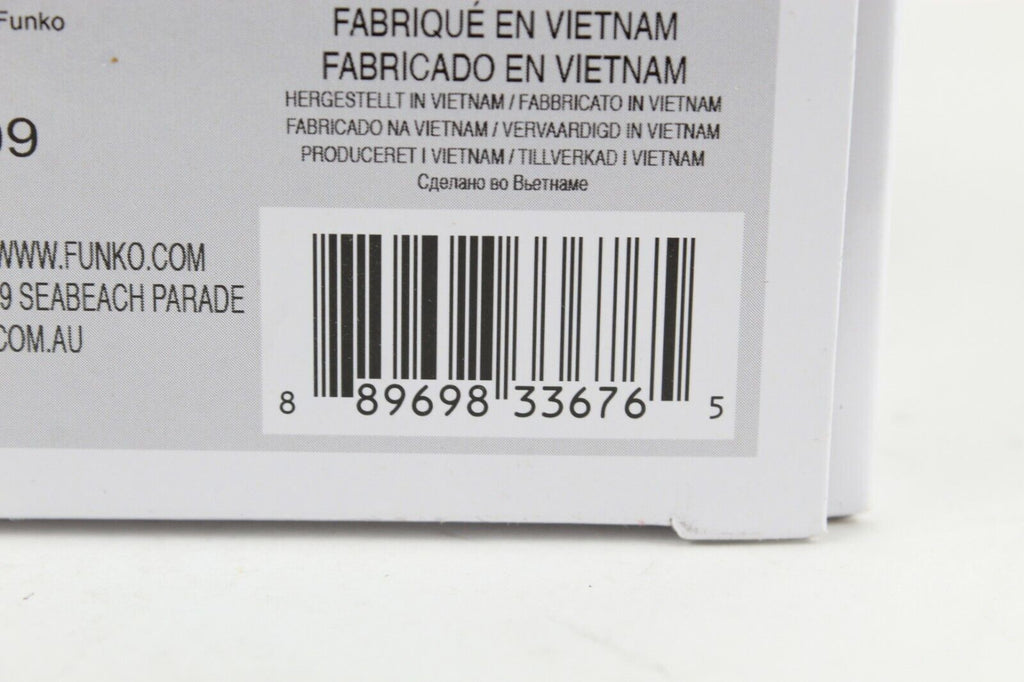 Funko
FABRIQUÉ EN VIETNAM
FABRICADO EN VIETNAM
HERGESTELLT IN VIETNAM / FABBRICATO IN VIETNAM
FABRICADO NA VIETNAM / VERVAARDIGD IN VIETNAM
PRODUCERET I VIETNAM / TILLVERKAD I VIETNAM
Сделано во Вьетнаме
9
WWW.FUNKO.COM
9 SEABEACH PARADE
COM.AU
8 89698 33676 5